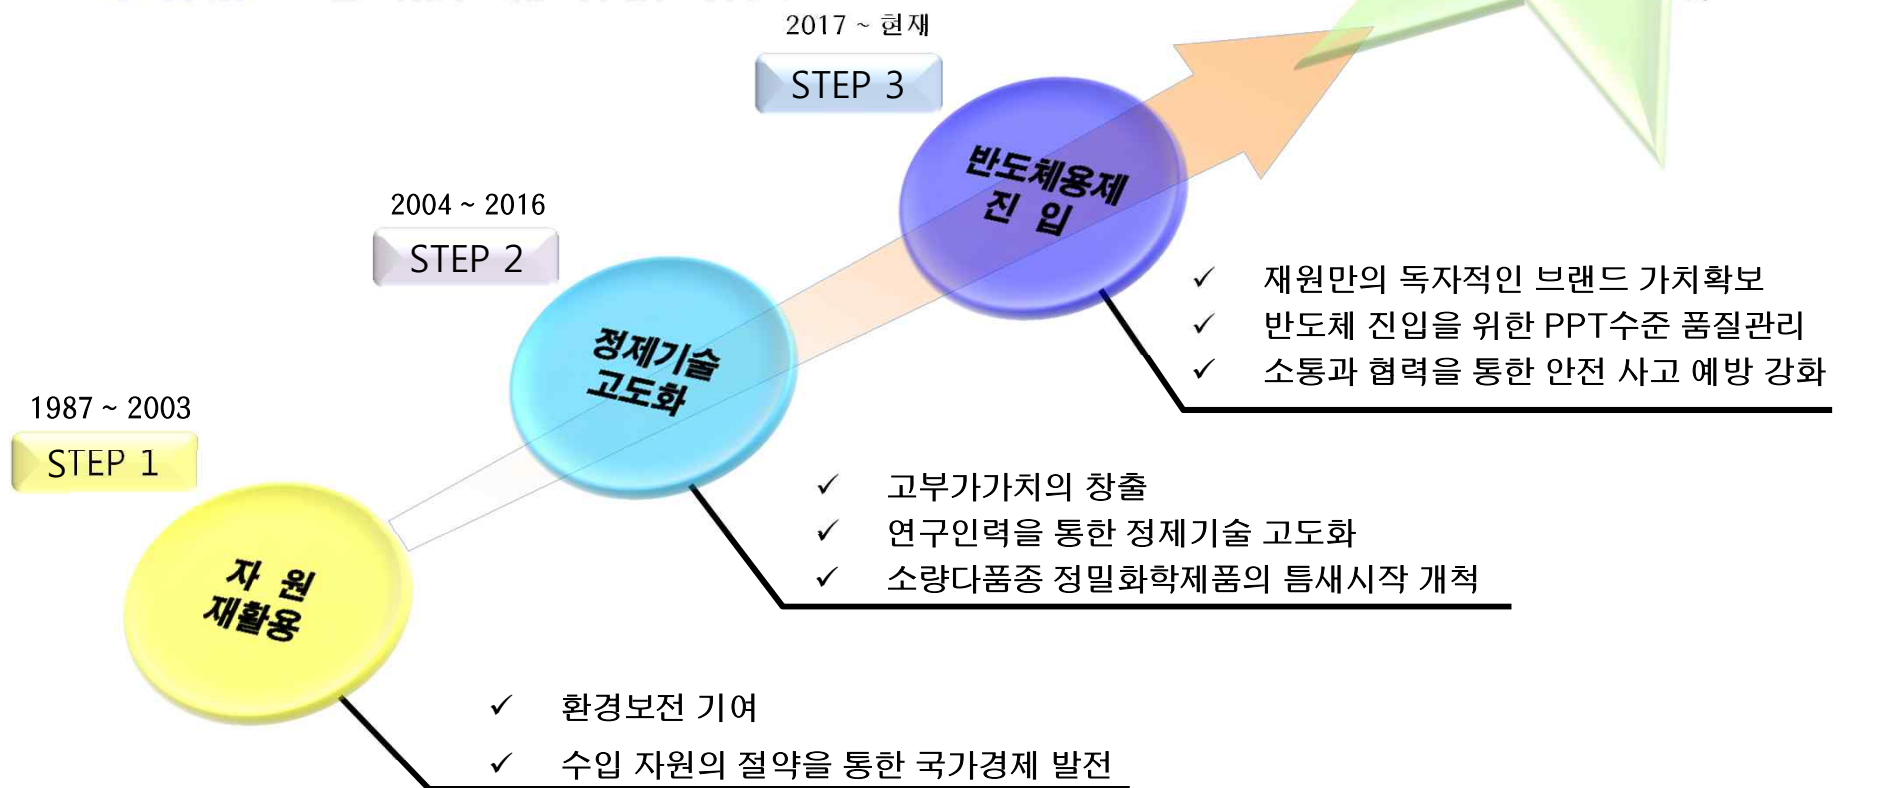 2017 ~ 현재
STEP 3
반도체용제
진 입
✓ 재원만의 독자적인 브랜드 가치확보
✓ 반도체 진입을 위한 PPT수준 품질관리
✓ 소통과 협력을 통한 안전 사고 예방 강화
2004 ~ 2016
STEP 2
정제기술
고도화
✓ 고부가가치의 창출
✓ 연구인력을 통한 정제기술 고도화
✓ 소량다품종 정밀화학제품의 틈새시작 개척
1987 ~ 2003
STEP 1
자 원
재활용
✓ 환경보전 기여
✓ 수입 자원의 절약을 통한 국가경제 발전